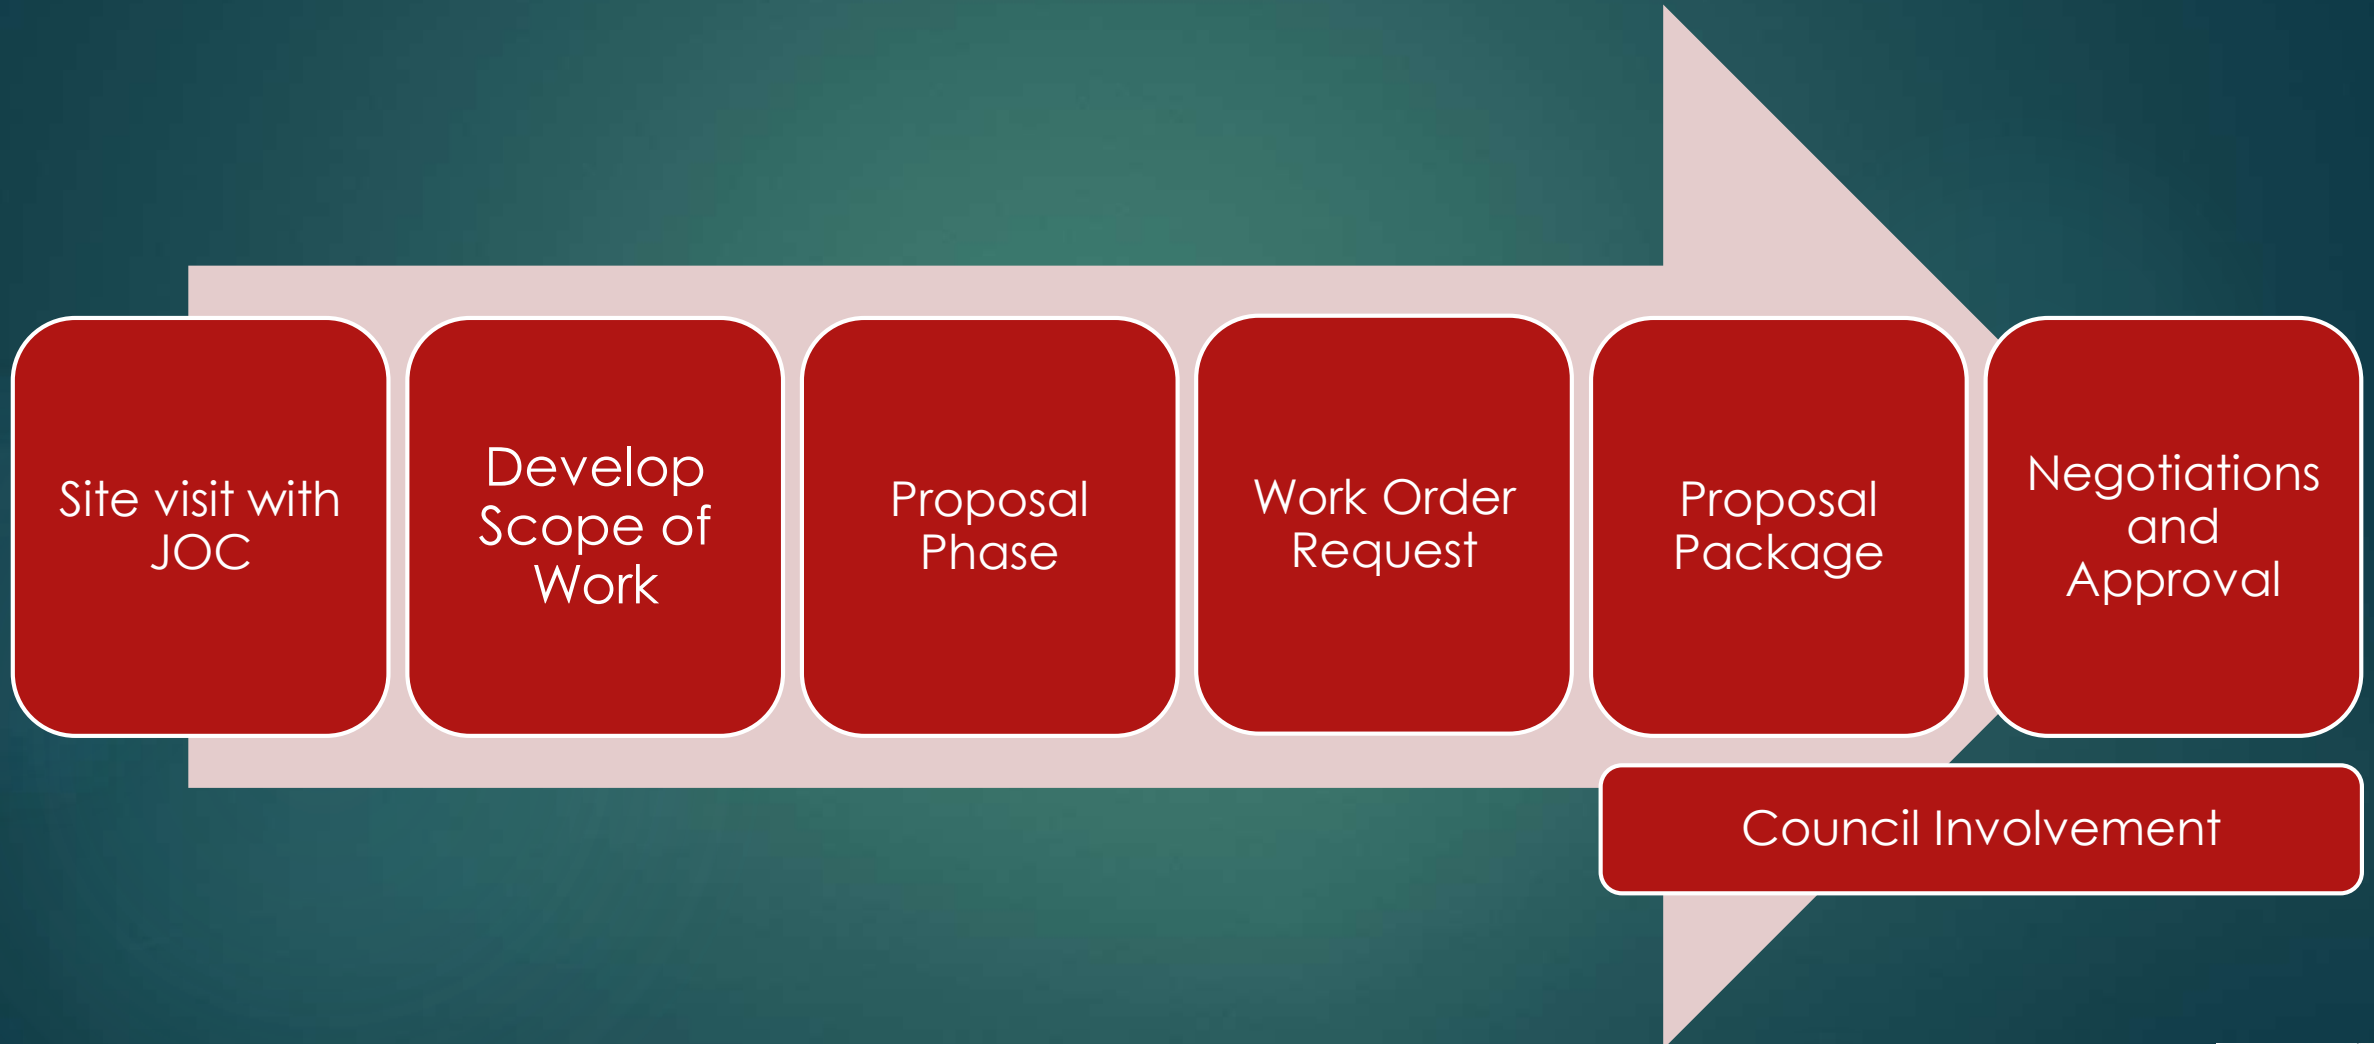 Site visit with
JOC
Develop
Scope of
Work
Proposal
Phase
Work Order
Request
Proposal
Package
Negotiations
and
Approval
Council Involvement